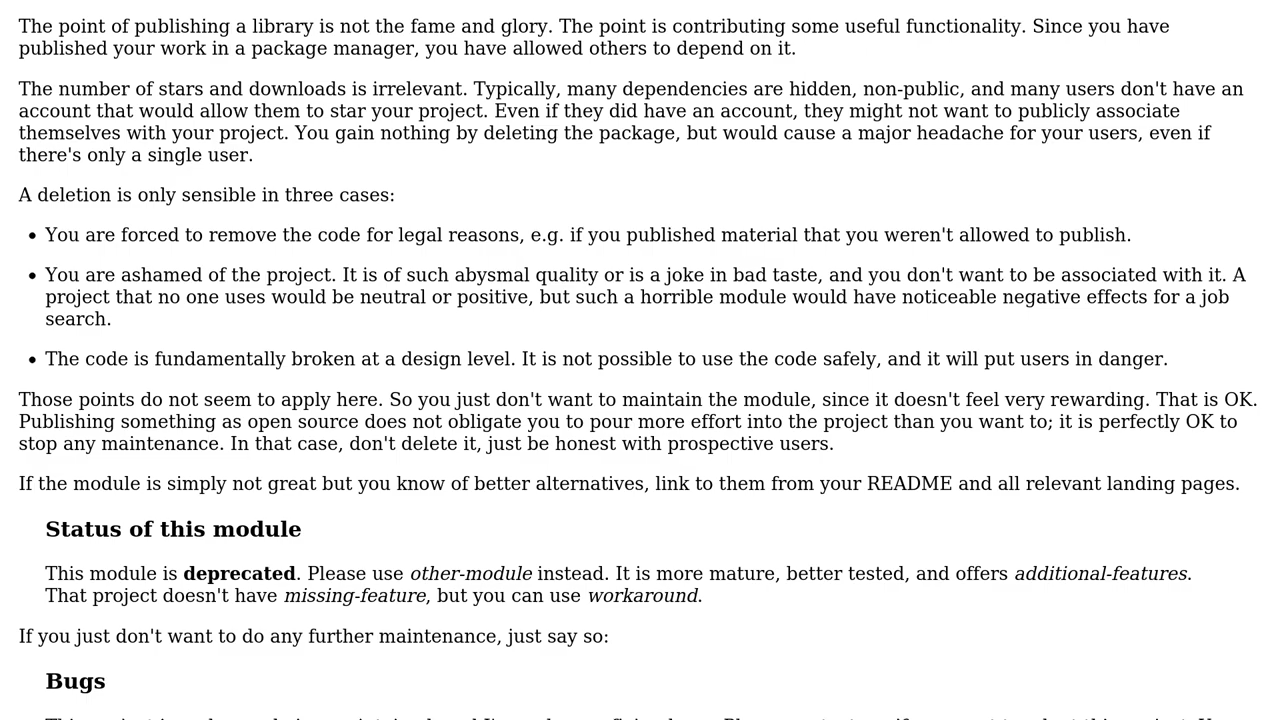 The point of publishing a library is not the fame and glory. The point is contributing some useful functionality. Since you have
published your work in a package manager, you have allowed others to depend on it.
The number of stars and downloads is irrelevant. Typically, many dependencies are hidden, non-public, and many users don't have an
account that would allow them to star your project. Even if they did have an account, they might not want to publicly associate
themselves with your project. You gain nothing by deleting the package, but would cause a major headache for your users, even if
there's only a single user.
A deletion is only sensible in three cases:
• You are forced to remove the code for legal reasons, e.g. if you published material that you weren't allowed to publish.
• You are ashamed of the project. It is of such abysmal quality or is a joke in bad taste, and you don't want to be associated with it. A
project that no one uses would be neutral or positive, but such a horrible module would have noticeable negative effects for a job
search.
• The code is fundamentally broken at a design level. It is not possible to use the code safely, and it will put users in danger.
Those points do not seem to apply here. So you just don't want to maintain the module, since it doesn't feel very rewarding. That is OK.
Publishing something as open source does not obligate you to pour more effort into the project than you want to; it is perfectly OK to
stop any maintenance. In that case, don't delete it, just be honest with prospective users.
If the module is simply not great but you know of better alternatives, link to them from your README and all relevant landing pages.
Status of this module
This module is deprecated. Please use other-module instead. It is more mature, better tested, and offers additional-features.
That project doesn't have missing-feature, but you can use workaround.
If you just don't want to do any further maintenance, just say so:
Bugs